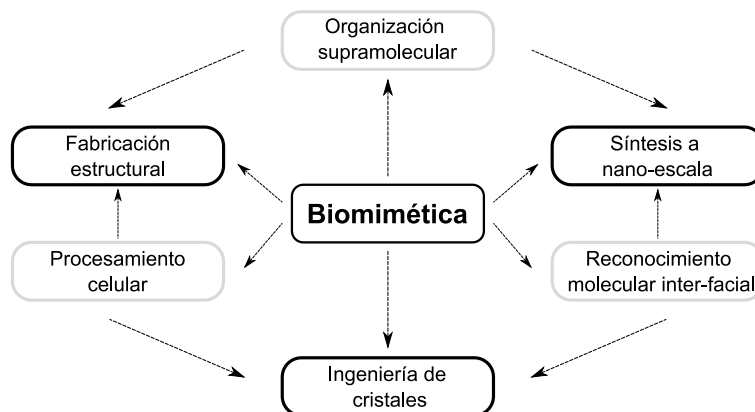 Organización
supramolecular
Fabricación
estructural
Síntesis a
nano-escala
Biomimética
Procesamiento
celular
Reconocimiento
molecular inter-facial
Ingeniería de
cristales